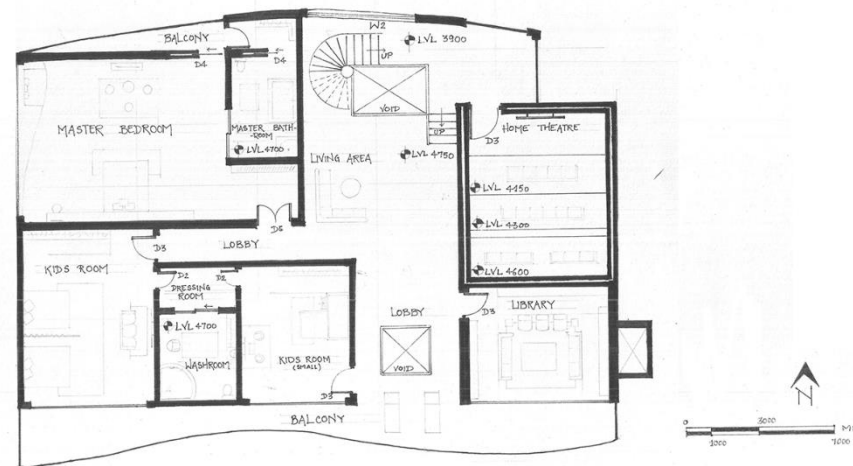 W2
BALCONY
LVL 3900
UP
D4
D4
VOID
MASTER BEDROOM
MASTER BATH-
-ROOM
UP
HOME THEATRE
D3
LVL 4700
LIVING AREA
LVL 4750
LVL 4450
D5
LVL 4300
LOBBY
D3
KIDS ROOM
D2
D2
LVL 4600
DRESSING
ROOM
LOBBY
D3
LIBRARY
LVL 4700
WASHROOM
KIDS ROOM
(SMALL)
VOID
D3
BALCONY
N
0
3000
1000
7000